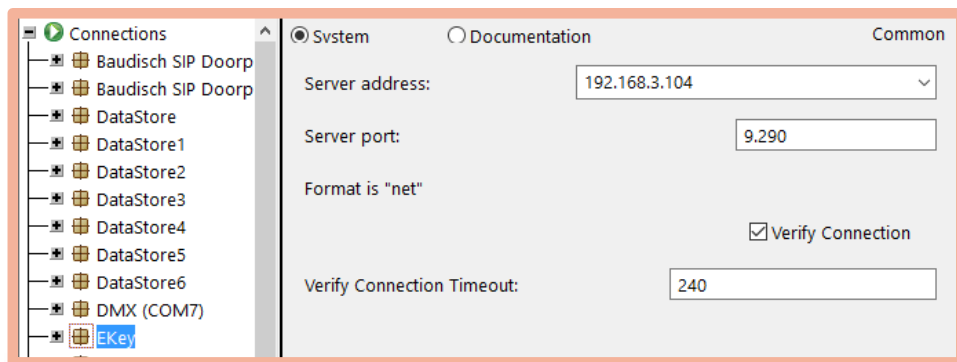 Connections
Baudisch SIP Doorp
Baudisch SIP Doorp
DataStore
DataStore1
DataStore2
DataStore3
DataStore4
DataStore5
DataStore6
DMX (COM7)
EKey
System Documentation Common
Server address: 192.168.3.104
Server port: 9.290
Format is "net"
Verify Connection
Verify Connection Timeout: 240